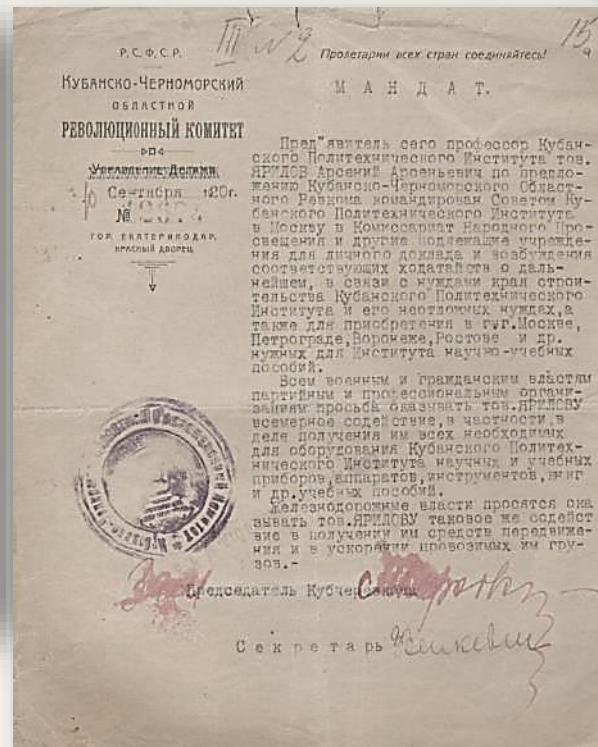 III №2
15
Р.С.Ф.С.Р.
КУБАНСКО-ЧЕРНОМОРСКИЙ
ОБЛАСТНОЙ
РЕВОЛЮЦИОННЫЙ КОМИТЕТ
Сентября 1920г.
№
ГОР. ЕКАТЕРИНОДАР,
КРАСНЫЙ ДВОРЕЦ
Пролетарии всех стран соединяйтесь!
М А Н Д А Т.
Пред"явитель сего профессор Кубан-
ского Политехнического Института тов.
ЯРИЛОВ Арсений Арсеньевич по предло-
жению Кубанско-Черноморского Област-
ного Ревкома командирован Советом Ку-
банского Политехнического Института
в Москву в Комиссариат Народного Про-
свещения и другие подлежащие учрежде-
ния для личного доклада и возбуждения
соответствующих ходатайств о даль-
нейшем, в связи с нуждами края строи-
тельства Кубанского Политехнического
Института и его неотложных нуждах,а
также для приобретения в гг.Москве,
Петрограде,Воронеже,Ростове и др.
нужных для Института научно-учебных
пособий.
Всем военным и гражданским властям
партийным и профессиональным органи-
зациям просьба оказывать тов.ЯРИЛОВУ
всемерное содействие,в частности,в
деле получения им всех необходимых
для оборудования Кубанского Политех-
нического Института научных и учебных
приборов,аппаратов,инструментов,книг
и др.учебных пособий.
Железнодорожные власти просятся ока
зывать тов.ЯРИЛОВУ таковое же содейст
вие в получении им средств передвиже-
ния и в ускорении провозимых им гру-
зов.-
Председатель
Секретарь